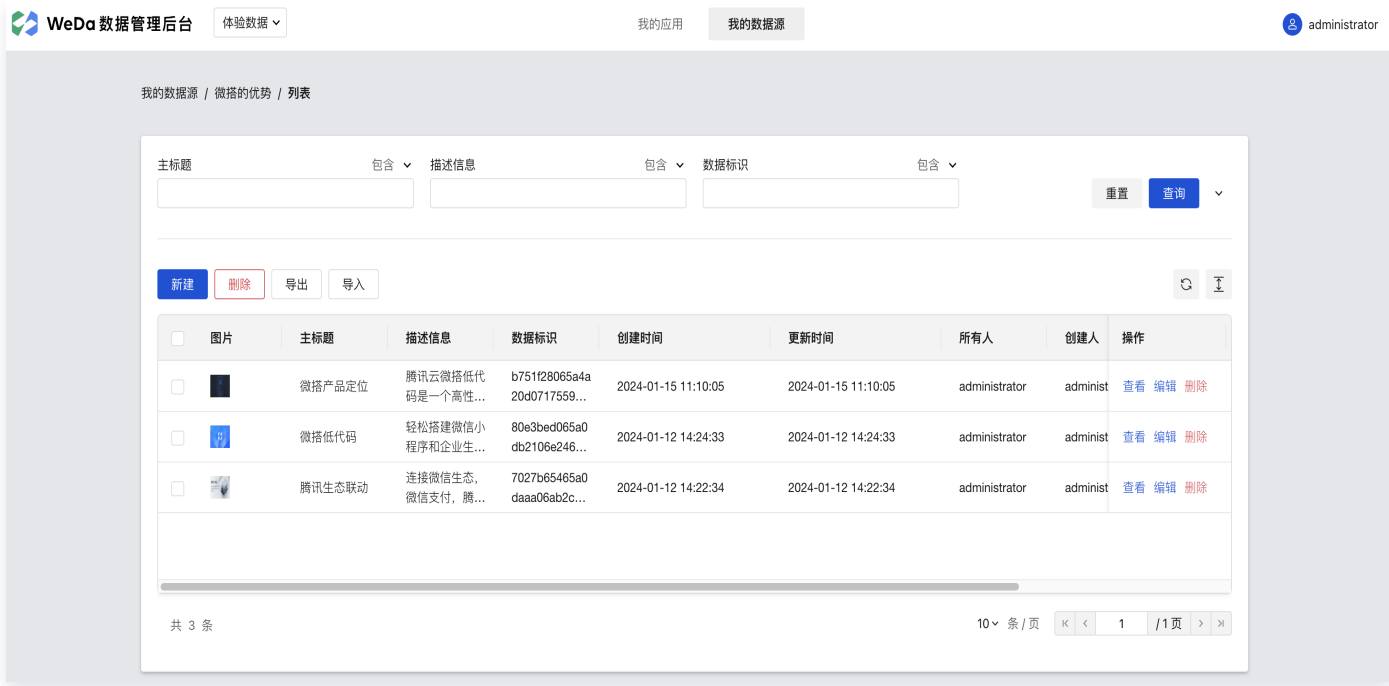 WeDa 数据管理后台 体验数据 我的应用 我的数据源 administrator
我的数据源 / 微搭的优势 / 列表
主标题 包含 描述信息 包含 数据标识 包含
重置 查询
新建 删除 导出 导入
图片 主标题 描述信息 数据标识 创建时间 更新时间 所有人 创建人 操作
微搭产品定位 腾讯云微搭低代码是一个高性... b751f28065a4a20d0717559... 2024-01-15 11:10:05 2024-01-15 11:10:05 administrator administ 查看 编辑 删除
微搭低代码 轻松搭建微信小程序和企业生... 80e3bed065a0db2106e246... 2024-01-12 14:24:33 2024-01-12 14:24:33 administrator administ 查看 编辑 删除
腾讯生态联动 连接微信生态，微信支付，腾... 7027b65465a0daaa06ab2c... 2024-01-12 14:22:34 2024-01-12 14:22:34 administrator administ 查看 编辑 删除
共 3 条 10 条 / 页 1 / 1 页